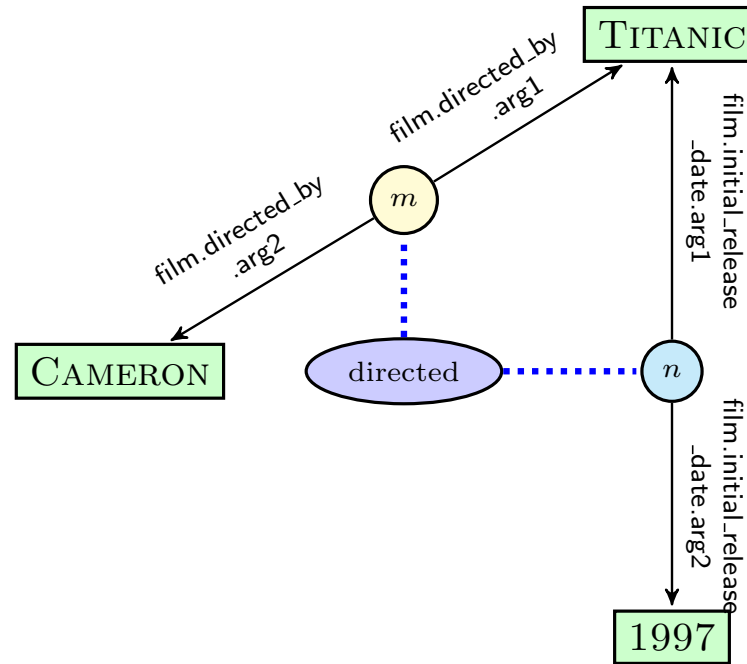 TITANIC
film.directed_by
.arg1
film.initial_release
_date.arg1
m
film.directed_by
.arg2
CAMERON
directed
n
film.initial_release
_date.arg2
1997